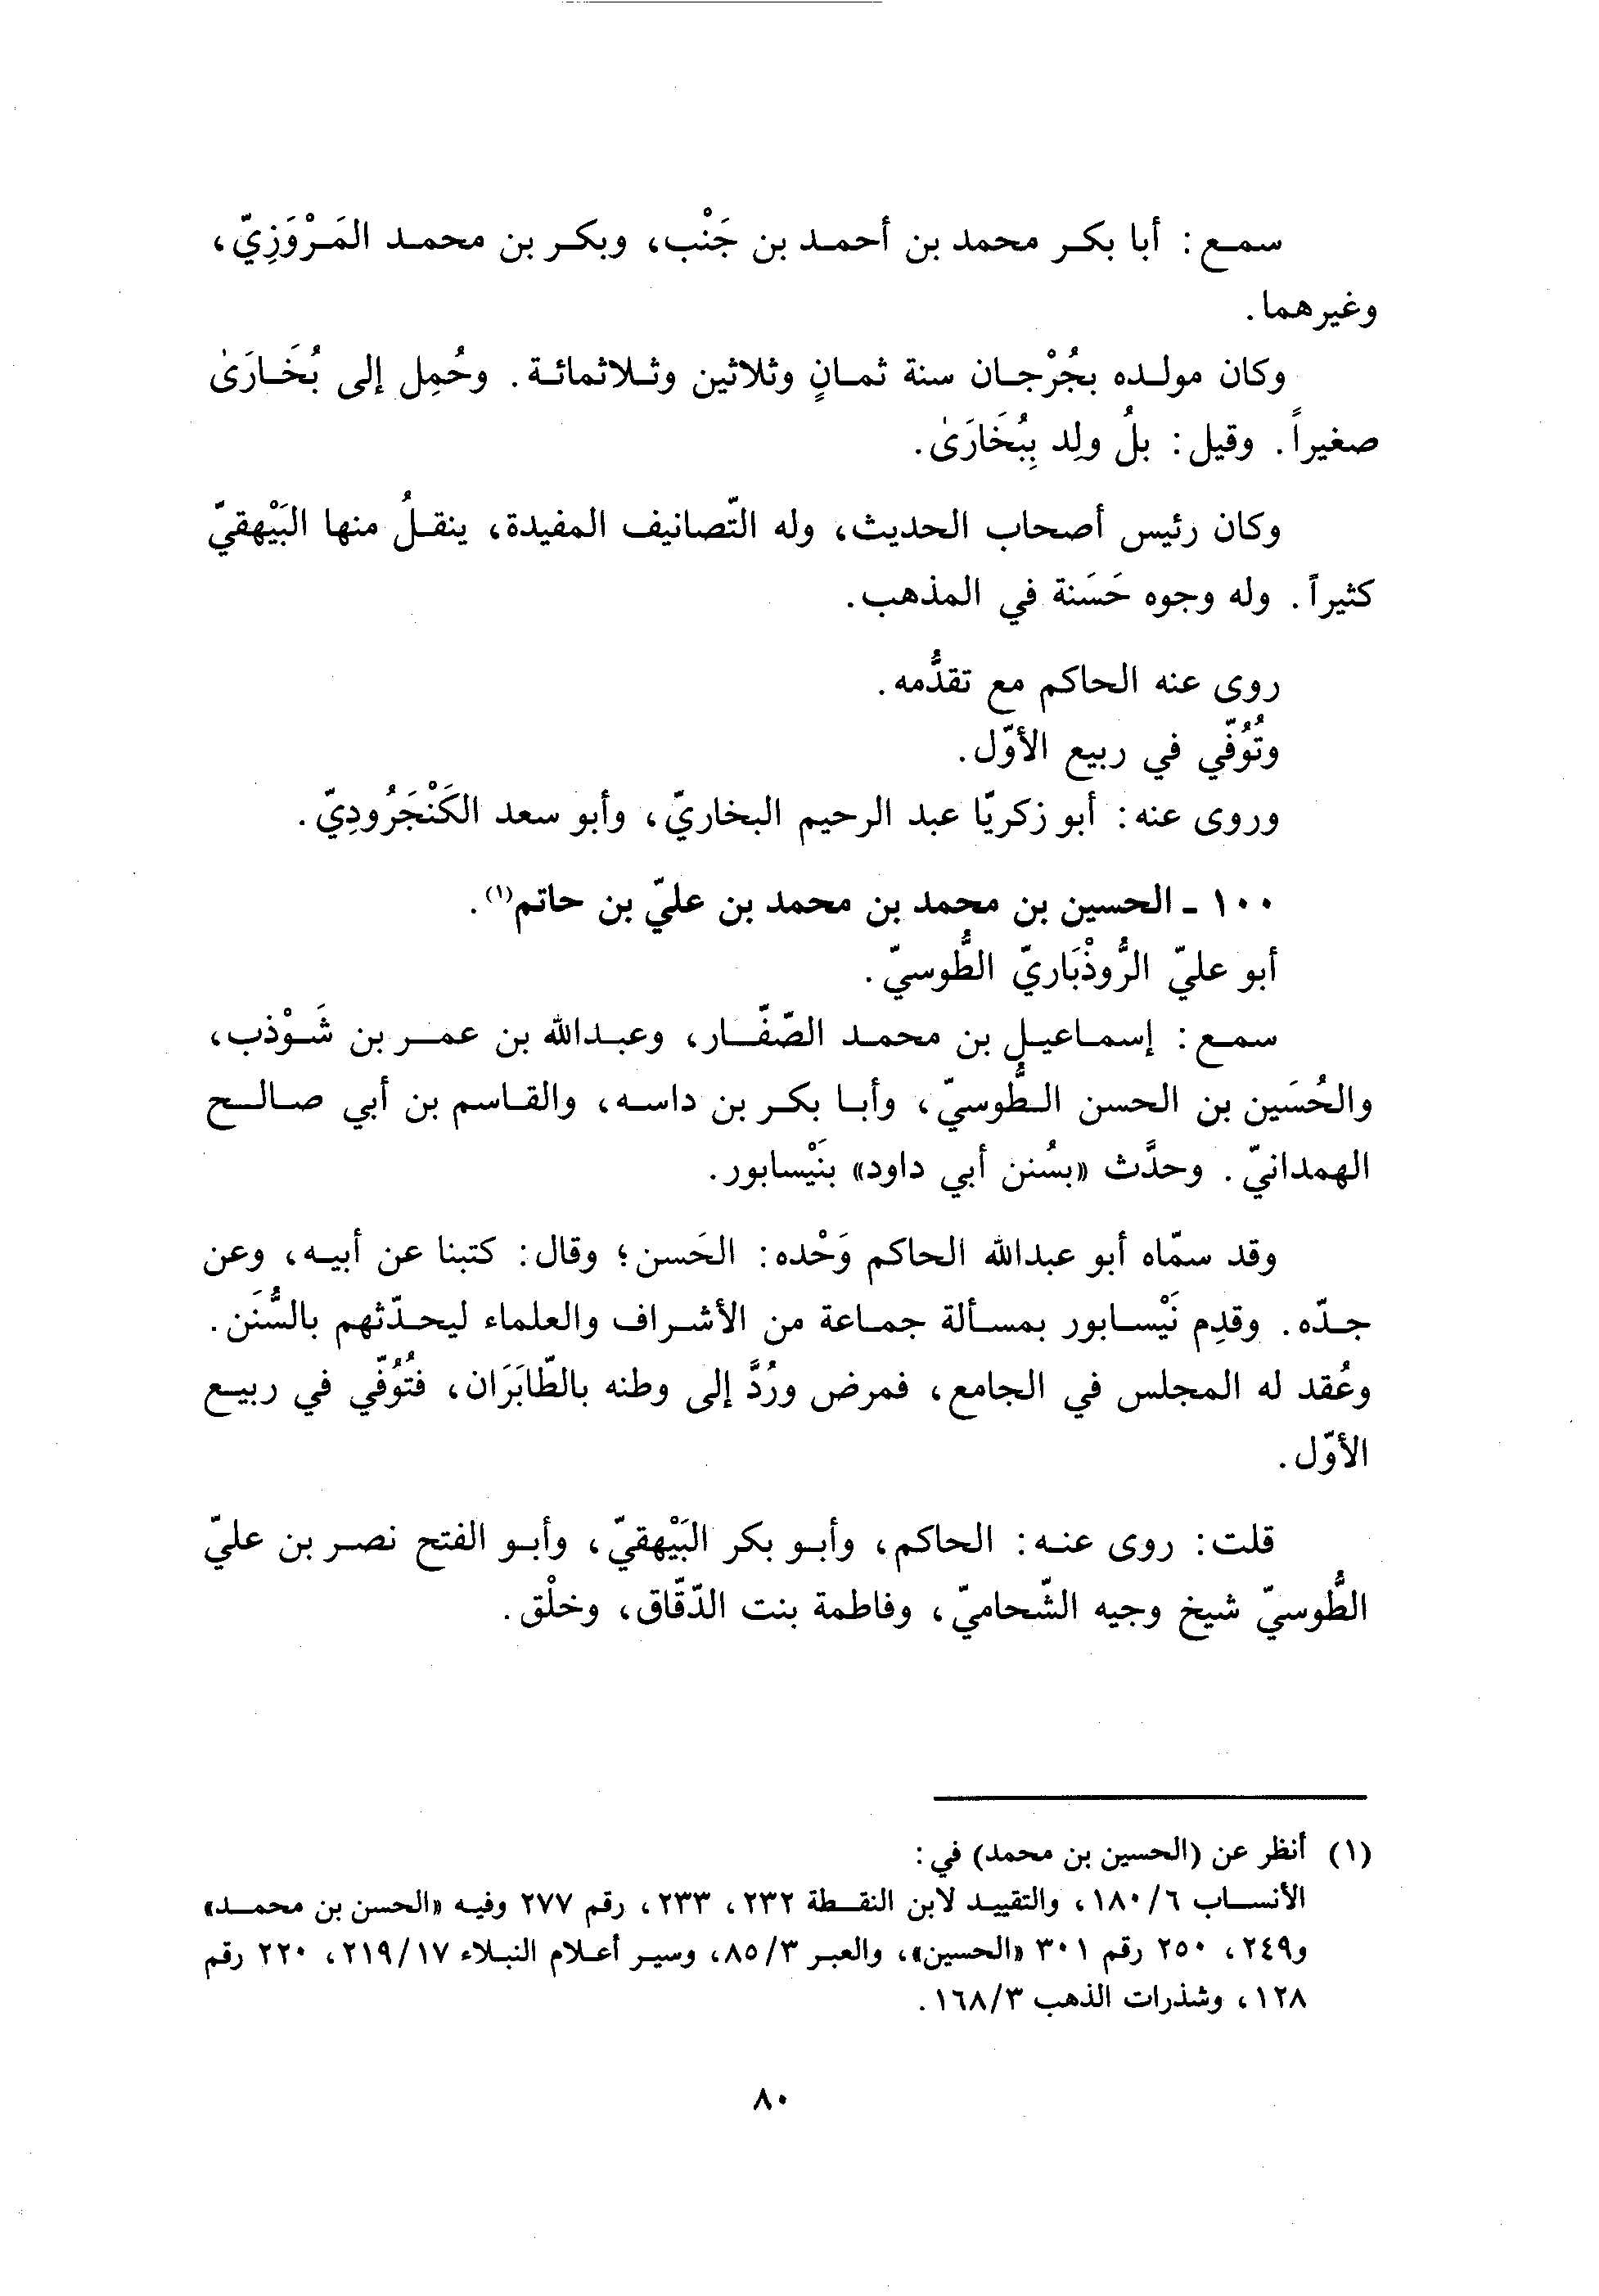 سمع: أبا بكر محمد بن أحمد بن جَنْب، وبكر بن محمد المَرْوَزِيّ،
وغيرهما.
وكان مولده بجُرْجان سنة ثمانٍ وثلاثين وثلاثمائة. وحُمِل إلى بُخَارَىٰ
صغيراً. وقيل: بلُ ولِد بِبُخَارَىٰ.
وكان رئيس أصحاب الحديث، وله التّصانيف المفيدة، ينقلُ منها البَيْهقيّ
كثيراً. وله وجوه حَسَنة في المذهب.
روى عنه الحاكم مع تقدُّمه.
وتُوُفّي في ربيع الأوّل.
وروى عنه: أبو زكريّا عبد الرحيم البخاريّ، وأبو سعد الكَنْجَرُودِيّ.
١٠٠ ـ الحسين بن محمد بن محمد بن عليّ بن حاتم(١).
أبو عليّ الرُّوذْبَاريّ الطُّوسيّ.
سمع: إسماعيل بن محمد الصّفّار، وعبدالله بن عمر بن شَوْذب،
والحُسَين بن الحسن الطُّوسيّ، وأبا بكر بن داسه، والقاسم بن أبي صالح
الهمدانيّ. وحدَّث «بسُنن أبي داود» بنَيْسابور.
وقد سمّاه أبو عبدالله الحاكم وَحْده: الحَسن؛ وقال: كتبنا عن أبيه، وعن
جدّه. وقدِم نَيْسابور بمسألة جماعة من الأشراف والعلماء ليحدّثهم بالسُّنَن.
وعُقد له المجلس في الجامع، فمرض ورُدَّ إلى وطنه بالطّابَرَان، فتُوُفّي في ربيع
الأوّل.
قلت: روى عنه: الحاكم، وأبو بكر البَيْهقيّ، وأبو الفتح نصر بن عليّ
الطُّوسيّ شيخ وجيه الشّحاميّ، وفاطمة بنت الدّقّاق، وخلْق.
(١) أنظر عن (الحسين بن محمد) في:
الأنساب ٦/١٨٠، والتقييد لابن النقطة ٢٣٢، ٢٣٣، رقم ٢٧٧ وفيه «الحسن بن محمد»
و٢٤٩، ٢٥٠ رقم ٣٠١ «الحسين»، والعبر ٣/٨٥، وسير أعلام النبلاء ١٧/٢١٩، ٢٢٠ رقم
١٢٨، وشذرات الذهب ٣/١٦٨.
٨٠